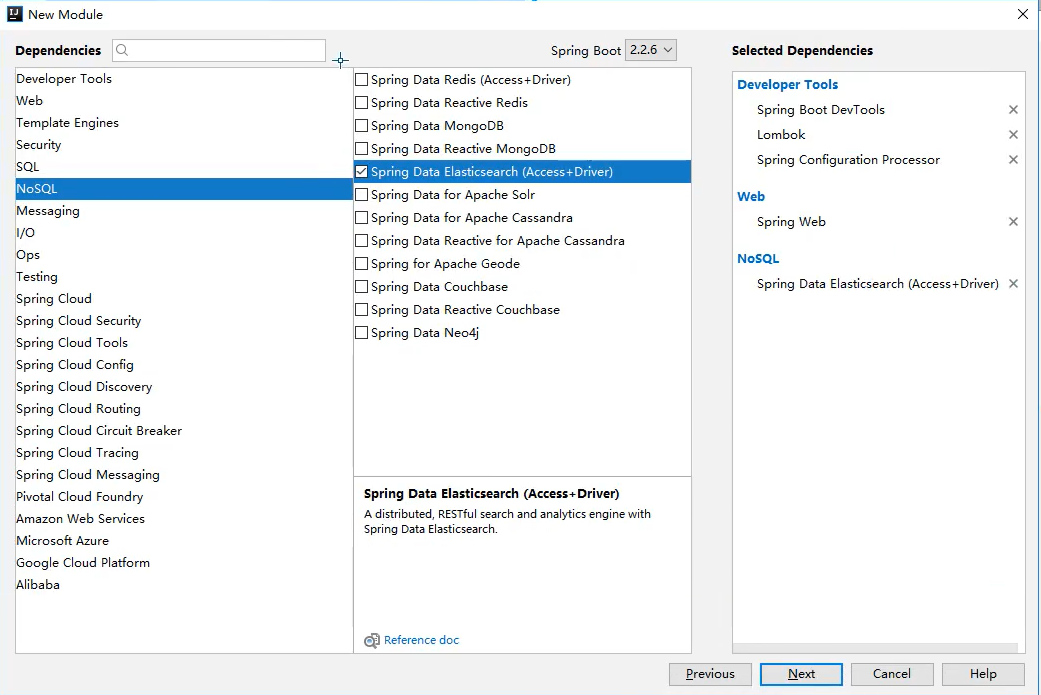 New Module
Dependencies
Spring Boot 2.2.6
Selected Dependencies
Developer Tools
Web
Template Engines
Security
SQL
NoSQL
Messaging
I/O
Ops
Testing
Spring Cloud
Spring Cloud Security
Spring Cloud Tools
Spring Cloud Config
Spring Cloud Discovery
Spring Cloud Routing
Spring Cloud Circuit Breaker
Spring Cloud Tracing
Spring Cloud Messaging
Pivotal Cloud Foundry
Amazon Web Services
Microsoft Azure
Google Cloud Platform
Alibaba
Spring Data Redis (Access+Driver)
Spring Data Reactive Redis
Spring Data MongoDB
Spring Data Reactive MongoDB
Spring Data Elasticsearch (Access+Driver)
Spring Data for Apache Solr
Spring Data for Apache Cassandra
Spring Data Reactive for Apache Cassandra
Spring for Apache Geode
Spring Data Couchbase
Spring Data Reactive Couchbase
Spring Data Neo4j
Spring Data Elasticsearch (Access+Driver)
A distributed, RESTful search and analytics engine with
Spring Data Elasticsearch.
Reference doc
Developer Tools
Spring Boot DevTools
Lombok
Spring Configuration Processor
Web
Spring Web
NoSQL
Spring Data Elasticsearch (Access+Driver)
Previous
Next
Cancel
Help